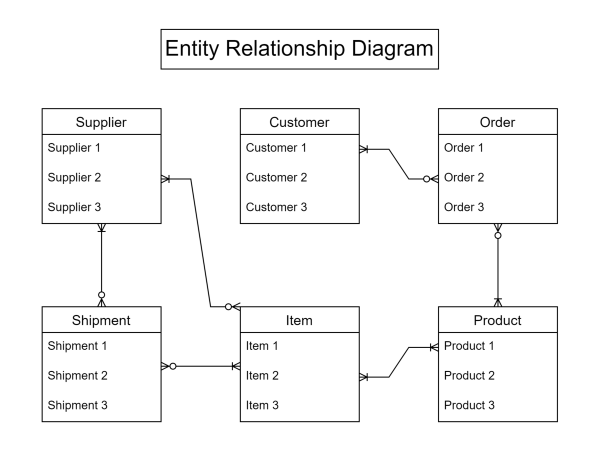 Entity Relationship Diagram
Supplier
Supplier 1
Supplier 2
Supplier 3
Customer
Customer 1
Customer 2
Customer 3
Order
Order 1
Order 2
Order 3
Shipment
Shipment 1
Shipment 2
Shipment 3
Item
Item 1
Item 2
Item 3
Product
Product 1
Product 2
Product 3